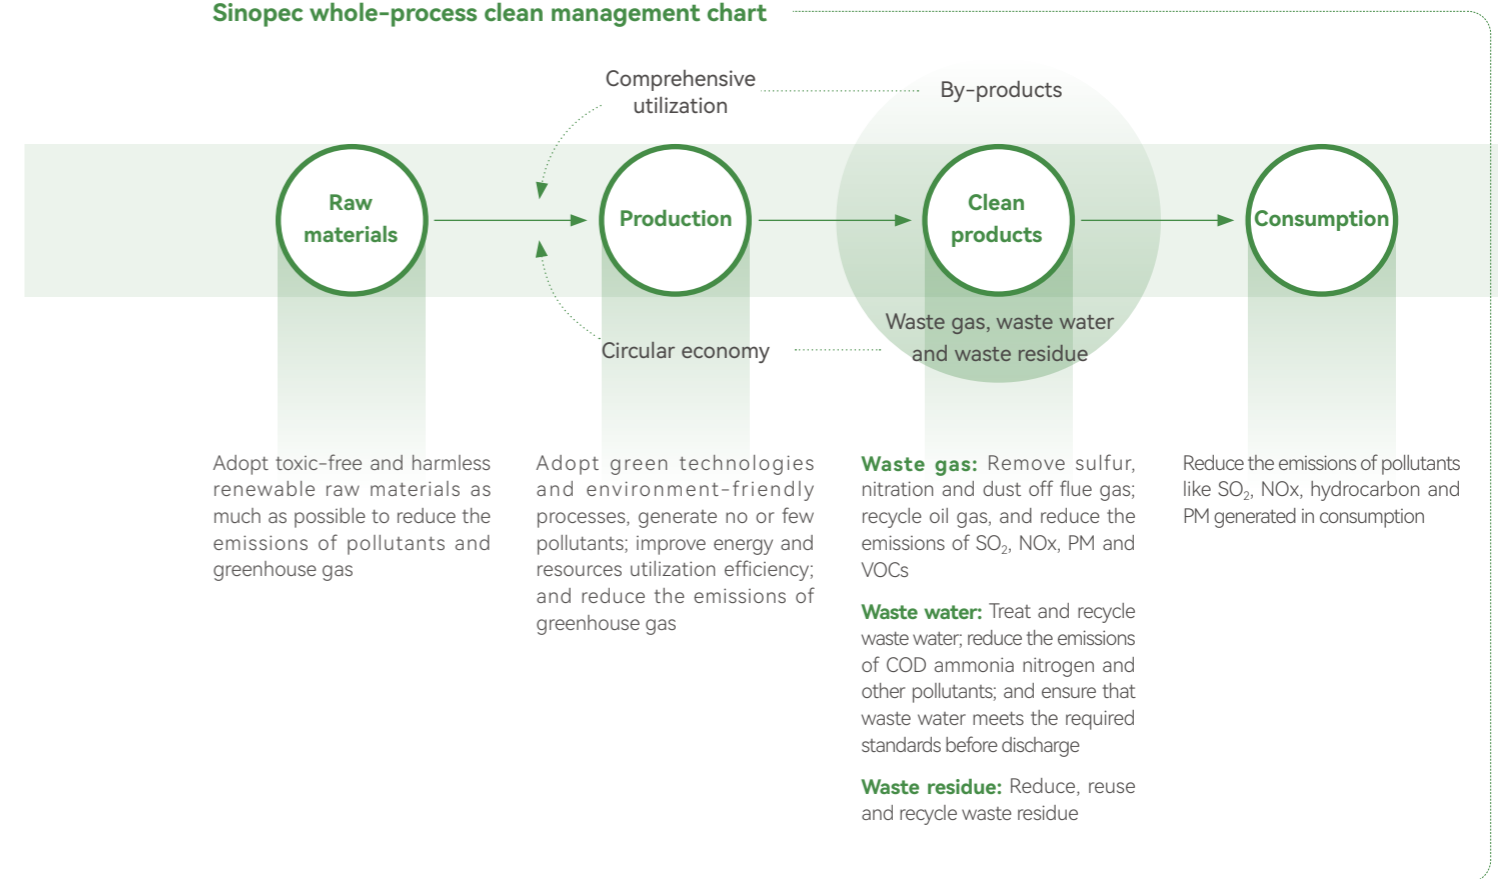 Sinopec whole-process clean management chart
Comprehensive
utilization
By-products
Raw
materials
Production
Clean
products
Consumption
Circular economy
Waste gas, waste water
and waste residue
Adopt toxic-free and harmless
renewable raw materials as
much as possible to reduce the
emissions of pollutants and
greenhouse gas
Adopt green technologies
and environment-friendly
processes, generate no or few
pollutants; improve energy and
resources utilization efficiency;
and reduce the emissions of
greenhouse gas
Waste gas: Remove sulfur,
nitration and dust off flue gas;
recycle oil gas, and reduce the
emissions of SO₂, NOx, PM and
VOCs
Waste water: Treat and recycle
waste water; reduce the emissions
of COD ammonia nitrogen and
other pollutants; and ensure that
waste water meets the required
standards before discharge
Waste residue: Reduce, reuse
and recycle waste residue
Reduce the emissions of pollutants
like SO₂, NOx, hydrocarbon and
PM generated in consumption